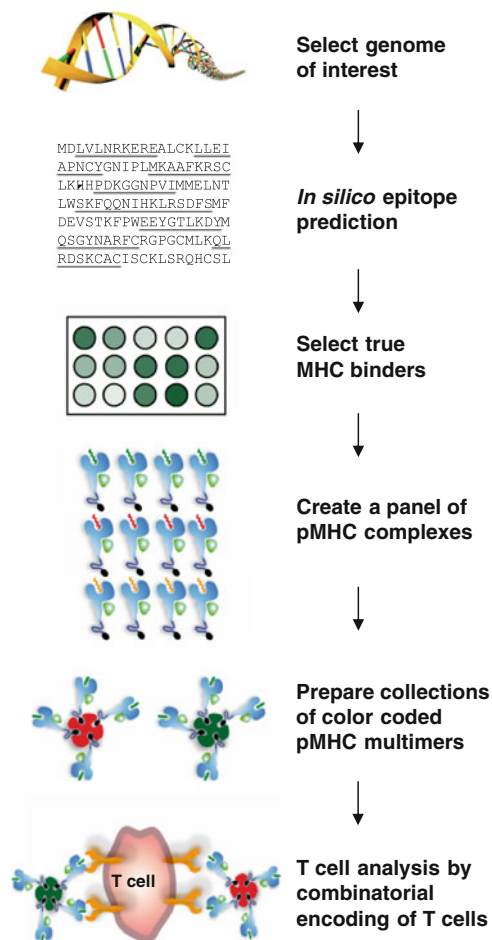 Select genome
of interest
MDLVLNRKEREALCKLLEI
APNCYGNIPLMKAAFKRSC
LKHHPDKGGNPVIMMELNT
LWSKFQQNIHKLRSDFSMF
DEVSTKFPWEEYGTLKDYM
QSGYNARFCRGPGCMLKQL
RDSKCACISCKLSRQHCSL
In silico epitope
prediction
Select true
MHC binders
Create a panel of
pMHC complexes
Prepare collections
of color coded
pMHC multimers
T cell
T cell analysis by
combinatorial
encoding of T cells